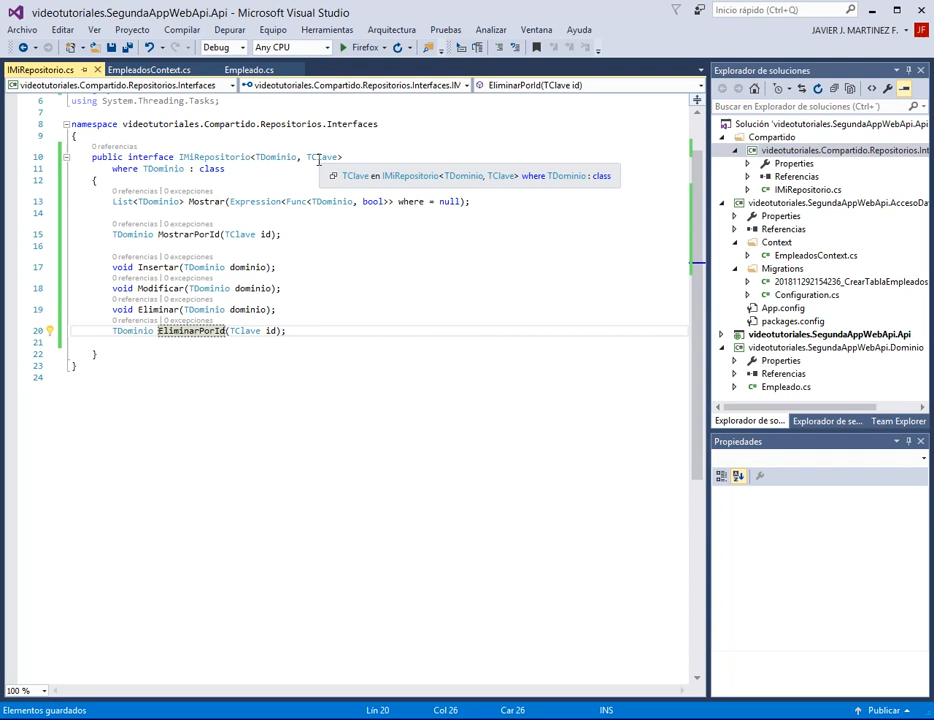 videotutoriales.SegundaAppWebApi.Api - Microsoft Visual Studio
Inicio rápido (Ctrl+Q)
Archivo Editar Ver Proyecto Compilar Depurar Equipo Herramientas Arquitectura Pruebas Analizar Ventana Ayuda
JAVIER J. MARTINEZ F.
JF
Debug Any CPU Firefox
IMiRepositorio.cs EmpleadosContext.cs Empleado.cs
videotutoriales.Compartido.Repositorios.Interfaces videotutoriales.Compartido.Repositorios.Interfaces.IM EliminarPorId(TClave id)
6 using System.Threading.Tasks;
7
8 namespace videotutoriales.Compartido.Repositorios.Interfaces
9 {
0 referencias
10 public interface IMiRepositorio<TDominio, TClave>
11 where TDominio : class
TClave en IMiRepositorio<TDominio, TClave> where TDominio : class
12 {
0 referencias | 0 excepciones
13 List<TDominio> Mostrar(Expression<Func<TDominio, bool>> where = null);
14
0 referencias | 0 excepciones
15 TDominio MostrarPorId(TClave id);
16
0 referencias | 0 excepciones
17 void Insertar(TDominio dominio);
0 referencias | 0 excepciones
18 void Modificar(TDominio dominio);
0 referencias | 0 excepciones
19 void Eliminar(TDominio dominio);
0 referencias | 0 excepciones
20 TDominio EliminarPorId(TClave id);
21
22 }
23 }
24
100 %
Explorador de soluciones
Buscar en Explorador de soluciones (Ctrl+
Solución 'videotutoriales.SegundaAppWebApi.Api
Compartido
videotutoriales.Compartido.Repositorios.Int
Properties
Referencias
IMiRepositorio.cs
videotutoriales.SegundaAppWebApi.AccesoDa
Properties
Referencias
Context
EmpleadosContext.cs
Migrations
201811292154236_CrearTablaEmpleados
Configuration.cs
App.config
packages.config
videotutoriales.SegundaAppWebApi.Api
videotutoriales.SegundaAppWebApi.Dominio
Properties
Referencias
Empleado.cs
Explorador de so... Explorador de se... Team Explorer
Propiedades
Elementos guardados Lín 20 Col 26 Car 26 INS Publicar